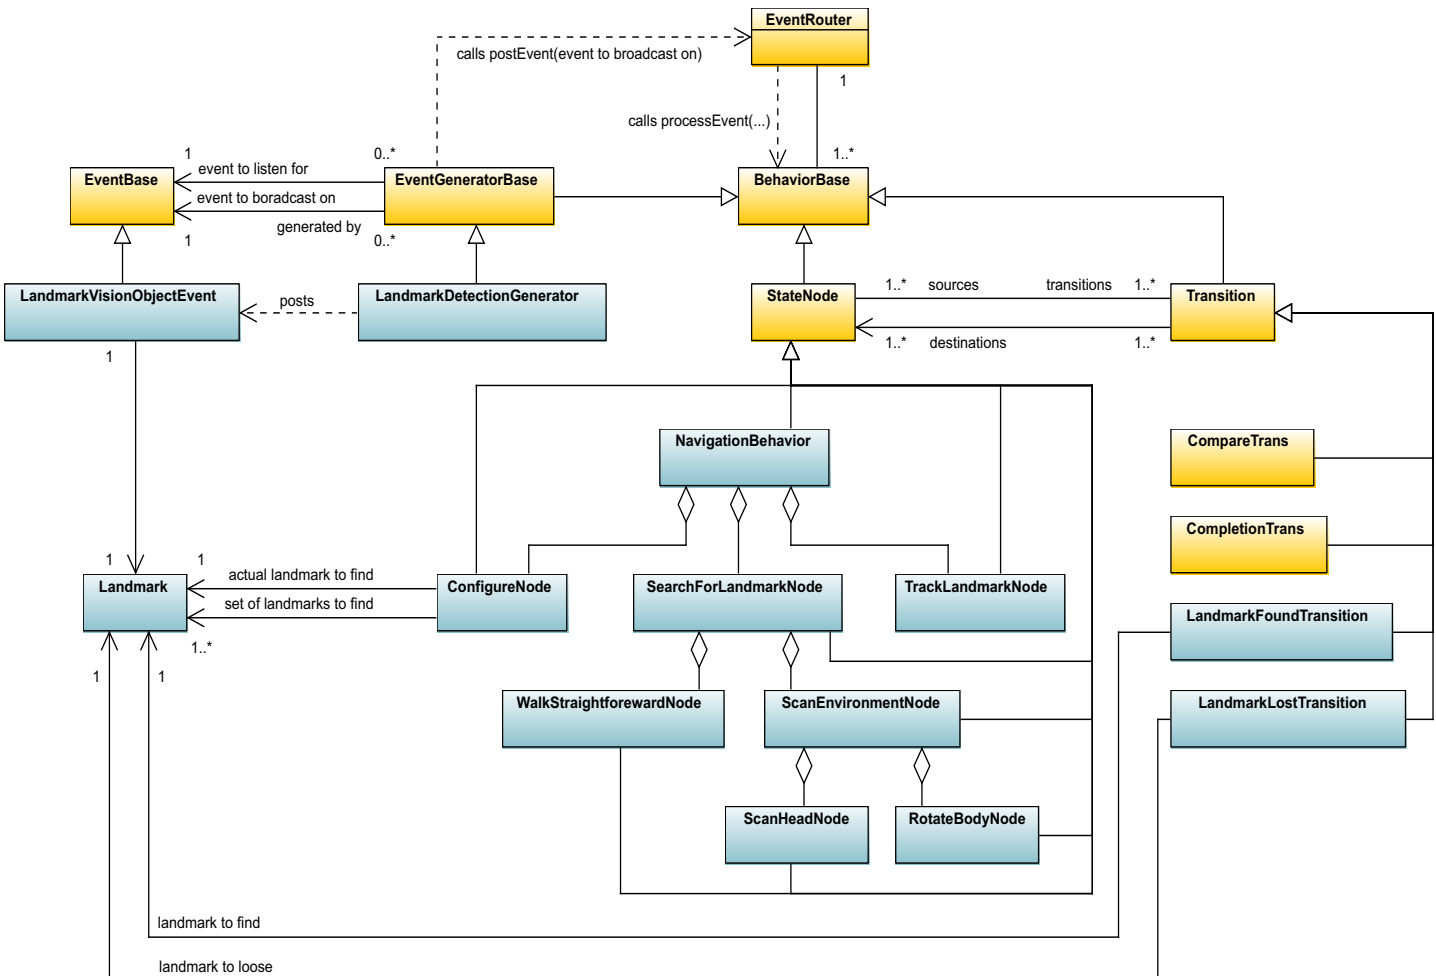 EventRouter
calls postEvent(event to broadcast on)
1
calls processEvent(...)
1
0..*
1..*
event to listen for
EventBase
EventGeneratorBase
BehaviorBase
event to boradcast on
generated by
1
0..*
LandmarkVisionObjectEvent
posts
LandmarkDetectionGenerator
StateNode
1..*
sources
transitions
1..*
Transition
1..*
destinations
1..*
1
NavigationBehavior
CompareTrans
CompletionTrans
1
1
actual landmark to find
Landmark
ConfigureNode
SearchForLandmarkNode
TrackLandmarkNode
set of landmarks to find
LandmarkFoundTransition
1..*
1
1
WalkStraightforewardNode
ScanEnvironmentNode
LandmarkLostTransition
ScanHeadNode
RotateBodyNode
landmark to find
landmark to loose